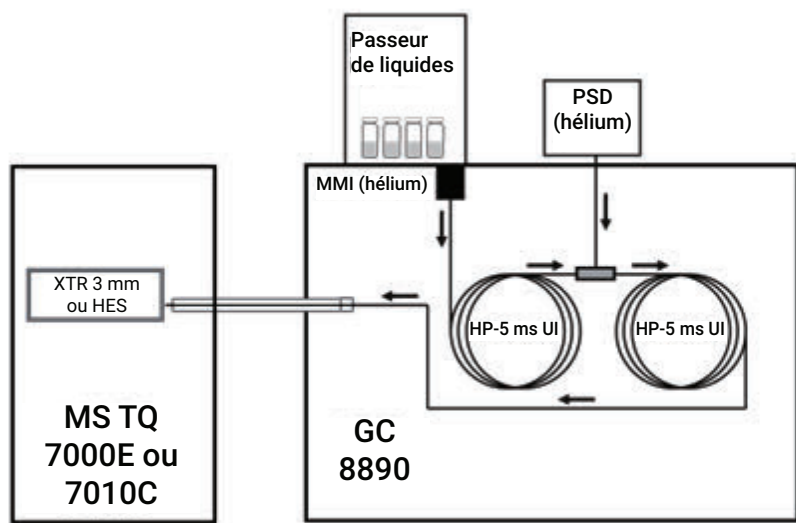 Passeur
de liquides
PSD
(hélium)
MMI (hélium)
XTR 3 mm
ou HES
HP-5 ms UI
HP-5 ms UI
MS TQ
7000E ou
7010C
GC
8890